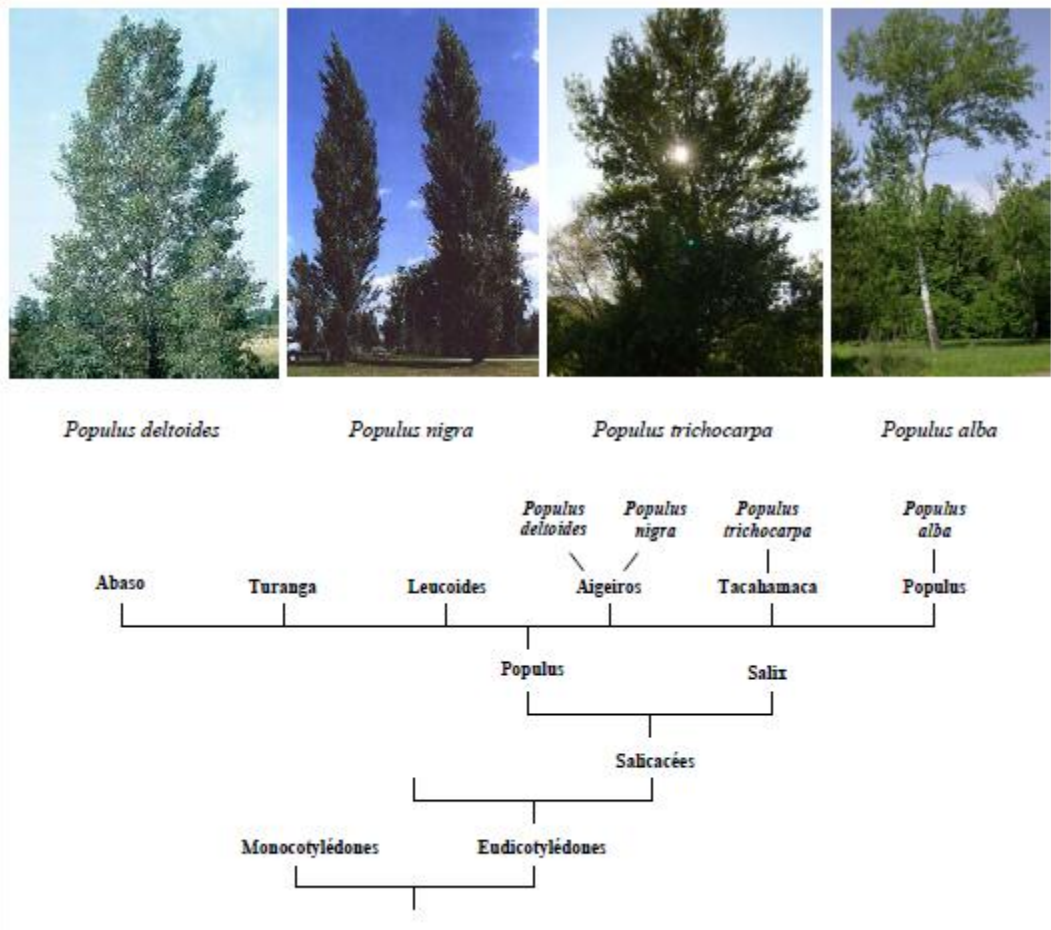 Populus deltoides Populus nigra Populus trichocarpa Populus alba
Populus Populus Populus Populus
deltoides nigra trichocarpa alba
Abaso Turanga Leucoides Aigeiros Tacahamaca Populus
Populus Salix
Salicacées
Monocotylédones Eudicotylédones